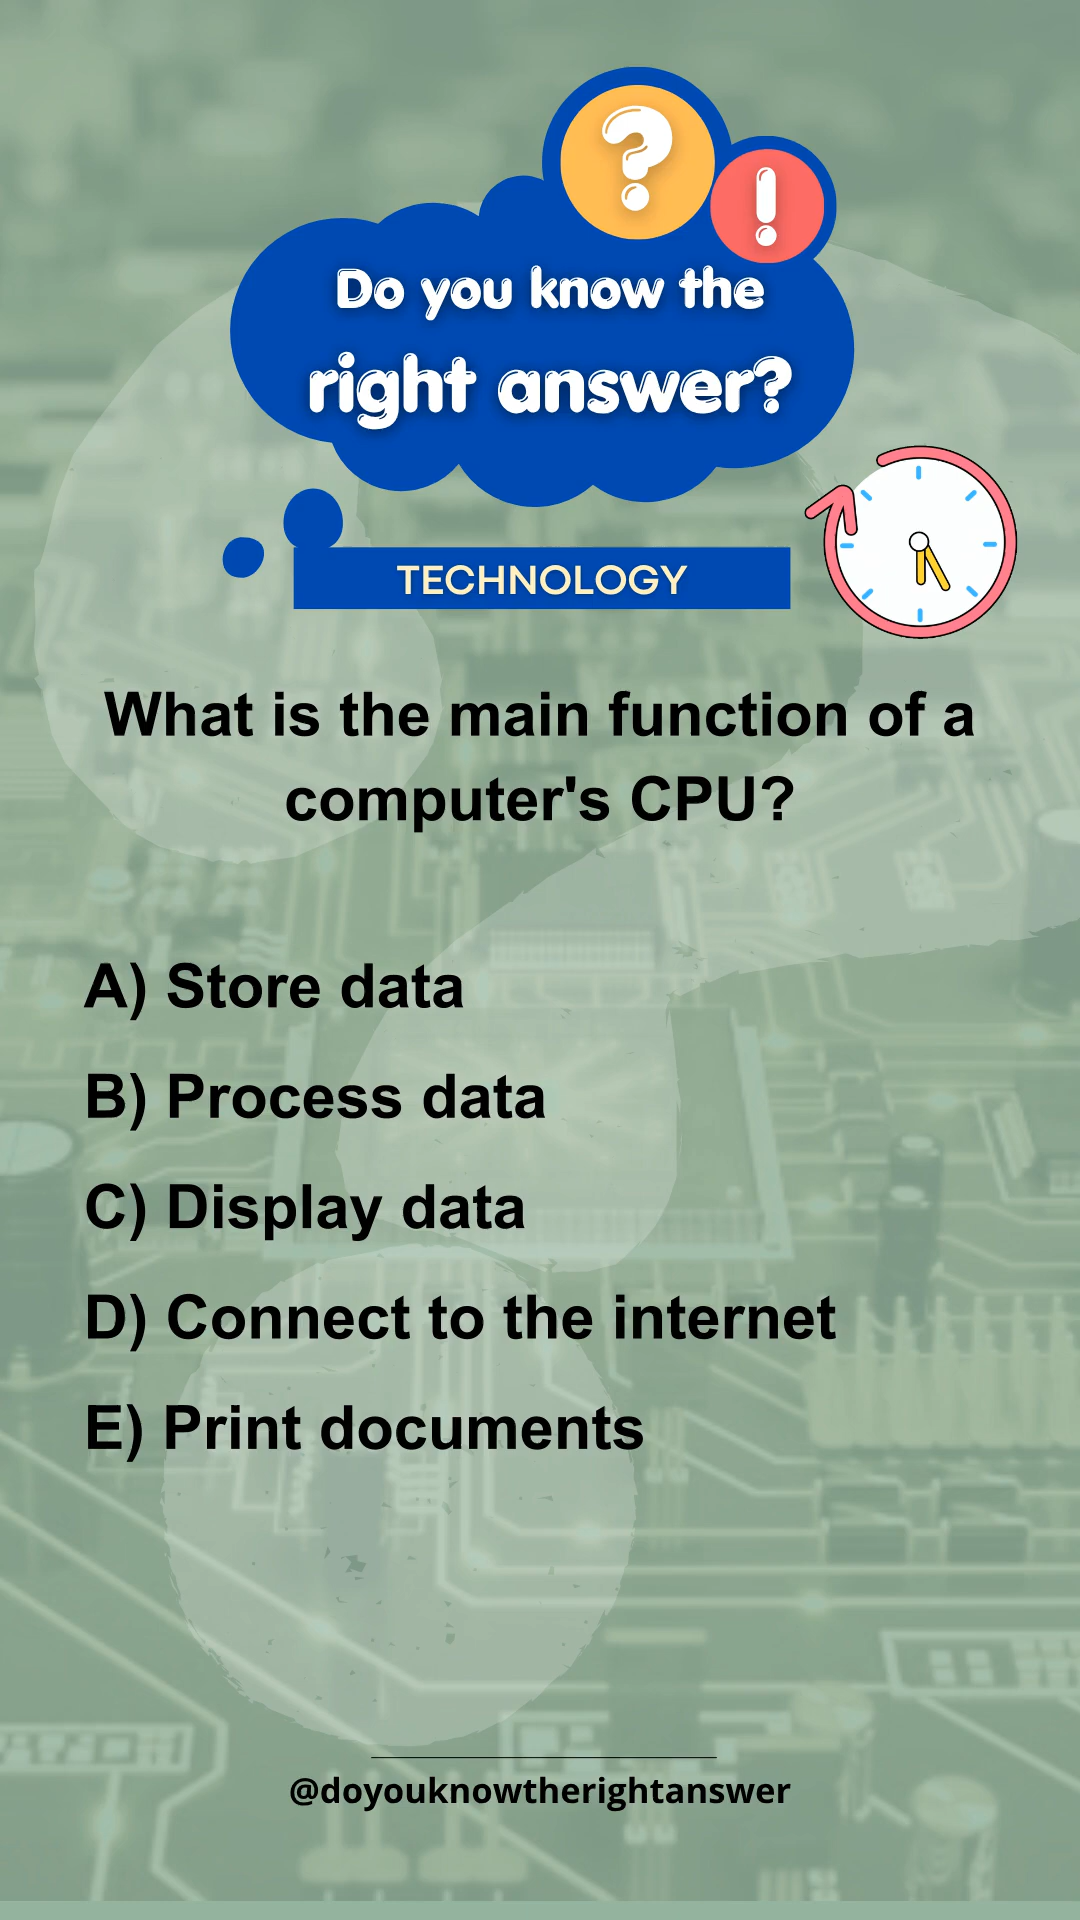 ?
!
Do you know the
right answer?
TECHNOLOGY
What is the main function of a
computer's CPU?
A) Store data
B) Process data
C) Display data
D) Connect to the internet
E) Print documents
@doyouknowtherightanswer